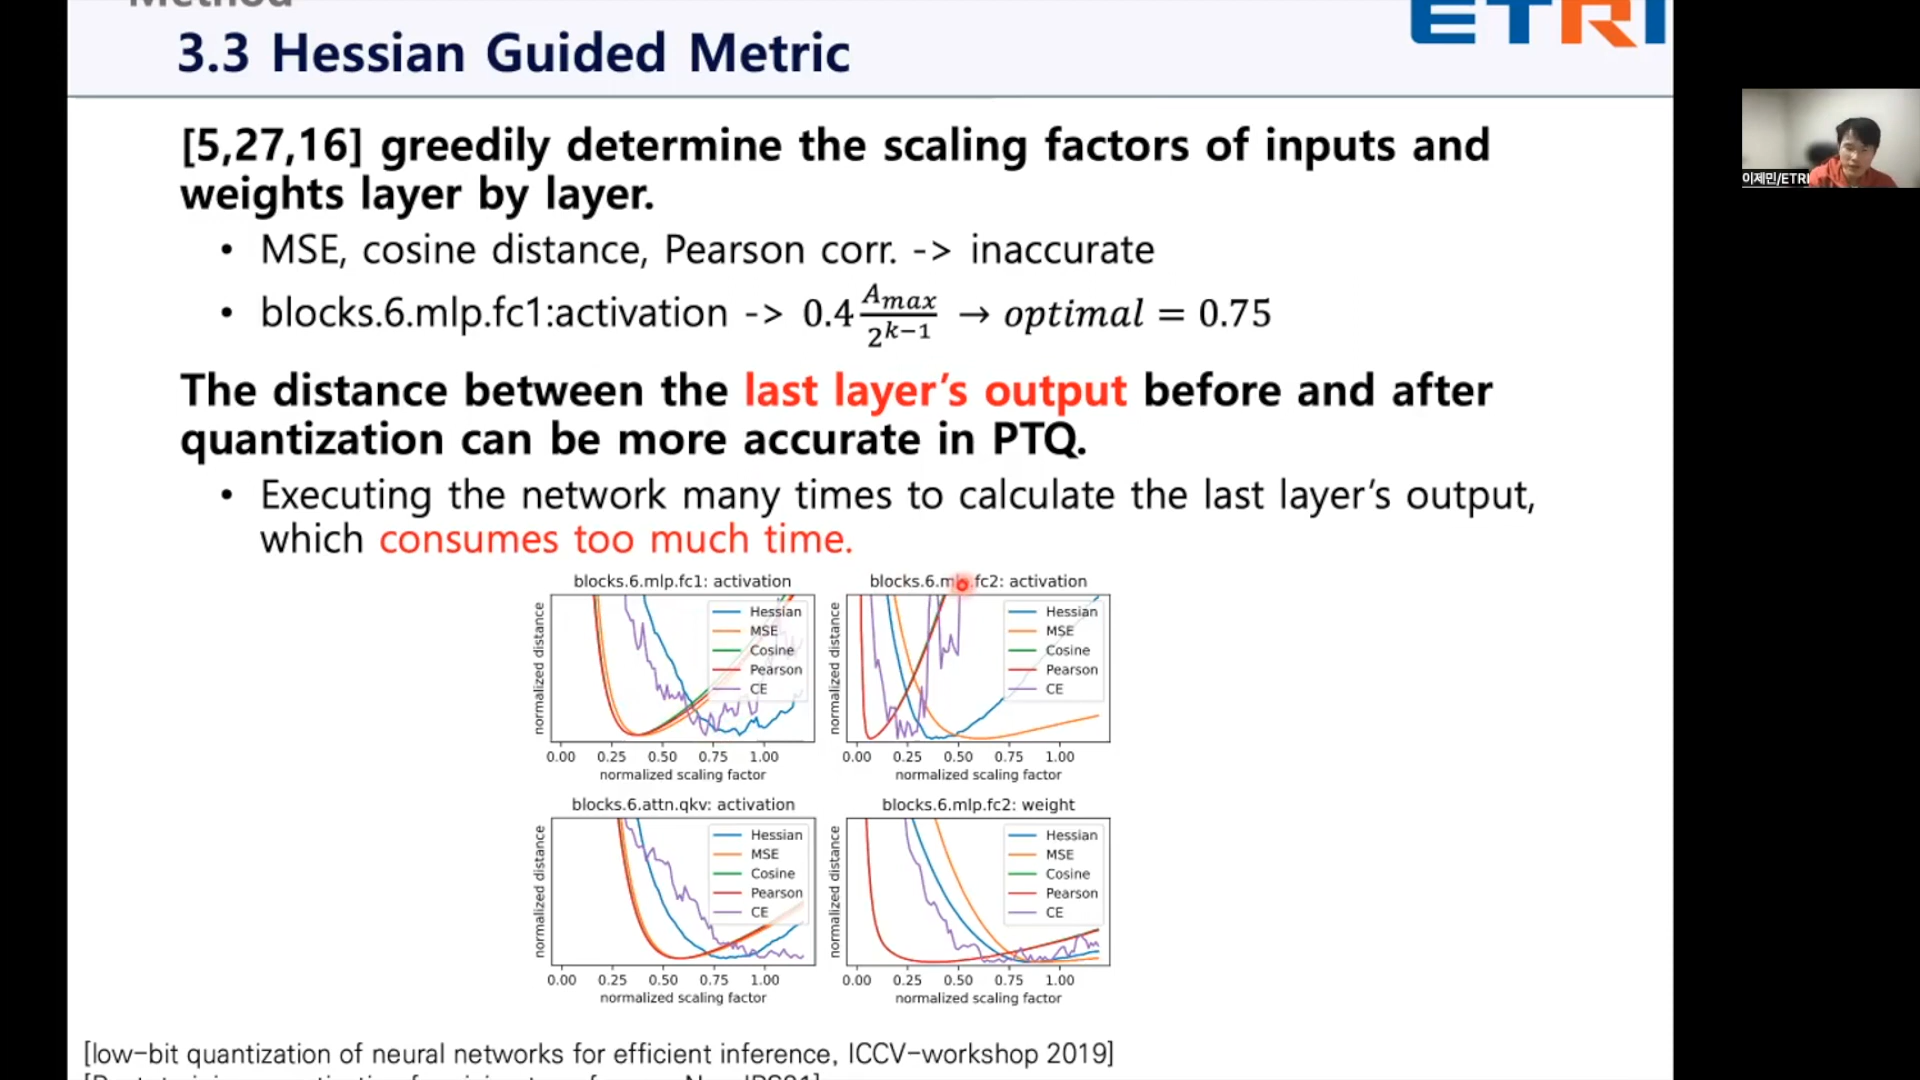 Method
ETRI
3.3 Hessian Guided Metric
이제민/ETRI
[5,27,16] greedily determine the scaling factors of inputs and
weights layer by layer.
• MSE, cosine distance, Pearson corr. -> inaccurate
• blocks.6.mlp.fc1:activation -> 0.4 Amax/2^k−1 → optimal = 0.75
The distance between the last layer’s output before and after
quantization can be more accurate in PTQ.
• Executing the network many times to calculate the last layer’s output,
which consumes too much time.
blocks.6.mlp.fc1: activation
normalized distance
Hessian
MSE
Cosine
Pearson
CE
0.00 0.25 0.50 0.75 1.00
normalized scaling factor
blocks.6.mlp.fc2: activation
normalized distance
Hessian
MSE
Cosine
Pearson
CE
0.00 0.25 0.50 0.75 1.00
normalized scaling factor
blocks.6.attn.qkv: activation
normalized distance
Hessian
MSE
Cosine
Pearson
CE
0.00 0.25 0.50 0.75 1.00
normalized scaling factor
blocks.6.mlp.fc2: weight
normalized distance
Hessian
MSE
Cosine
Pearson
CE
0.00 0.25 0.50 0.75 1.00
normalized scaling factor
[low-bit quantization of neural networks for efficient inference, ICCV-workshop 2019]